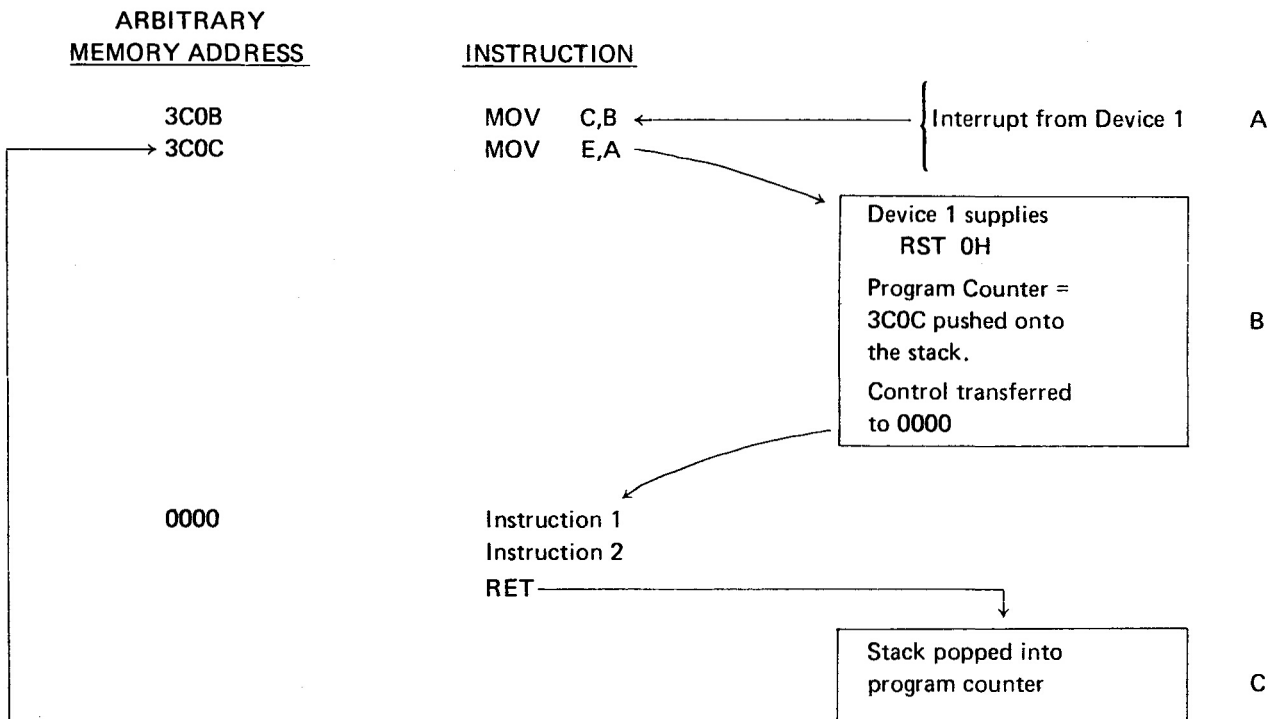 ARBITRARY
MEMORY ADDRESS INSTRUCTION
3C0B MOV C,B Interrupt from Device 1 A
3C0C MOV E,A
Device 1 supplies
RST 0H
Program Counter =
3C0C pushed onto B
the stack.
Control transferred
to 0000
0000 Instruction 1
Instruction 2
RET
Stack popped into
program counter C